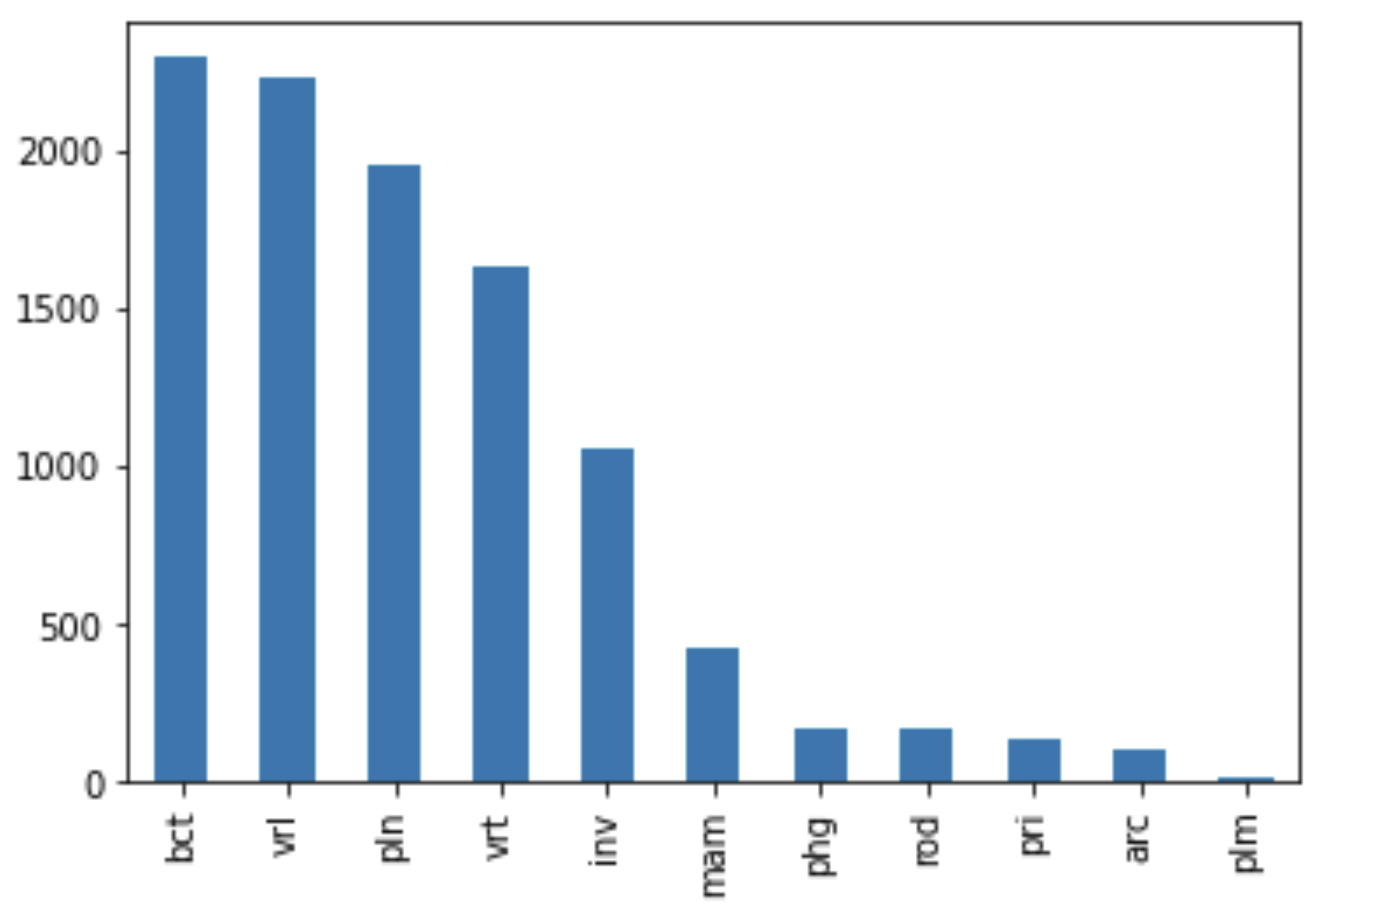 2000
1500
1000
500
0
bct
vrl
pln
vrt
inv
mam
phg
rod
pri
arc
plm